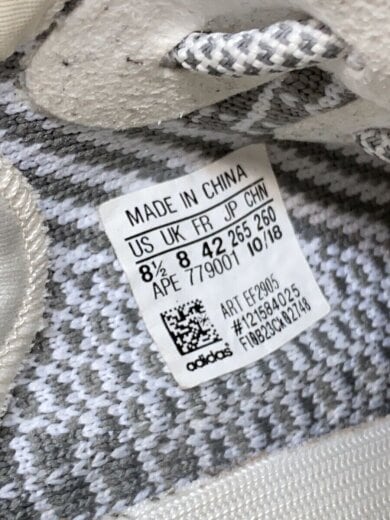 MADE IN CHINA
US UK FR JP CHN
8½ 8 42 265 260
APE 779001 10/18
ART EF2905
#121584025
F1NB23CKN2748
adidas